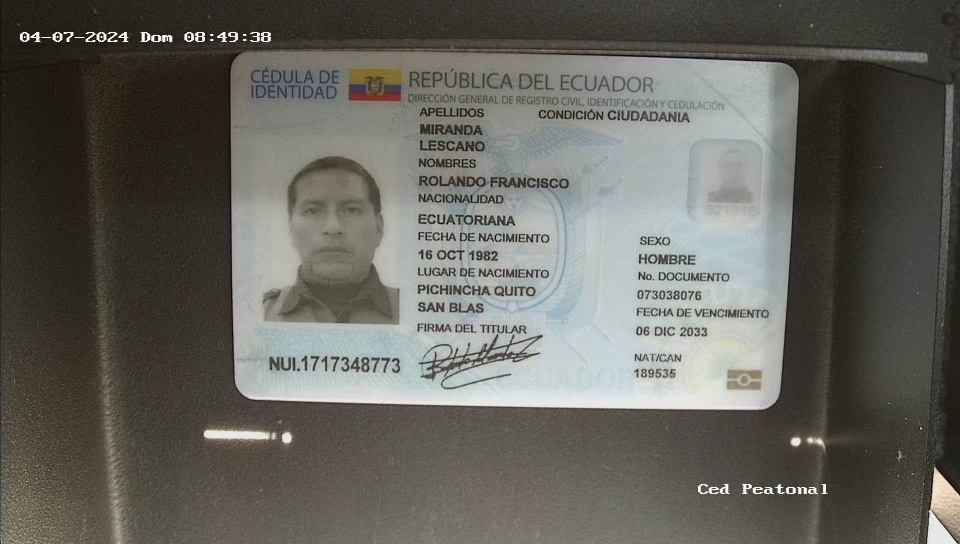 04-07-2024 Dom 08:49:38
CÉDULA DE
IDENTIDAD
REPÚBLICA DEL ECUADOR
DIRECCIÓN GENERAL DE REGISTRO CIVIL, IDENTIFICACIÓN Y CEDULACIÓN
APELLIDOS
CONDICIÓN CIUDADANIA
MIRANDA
LESCANO
NOMBRES
ROLANDO FRANCISCO
NACIONALIDAD
ECUATORIANA
FECHA DE NACIMIENTO
16 OCT 1982
LUGAR DE NACIMIENTO
PICHINCHA QUITO
SAN BLAS
FIRMA DEL TITULAR
SEXO
HOMBRE
No. DOCUMENTO
073038076
FECHA DE VENCIMIENTO
06 DIC 2033
NAT/CAN
189535
NUI.1717348773
ECUADOR
Ced Peatonal